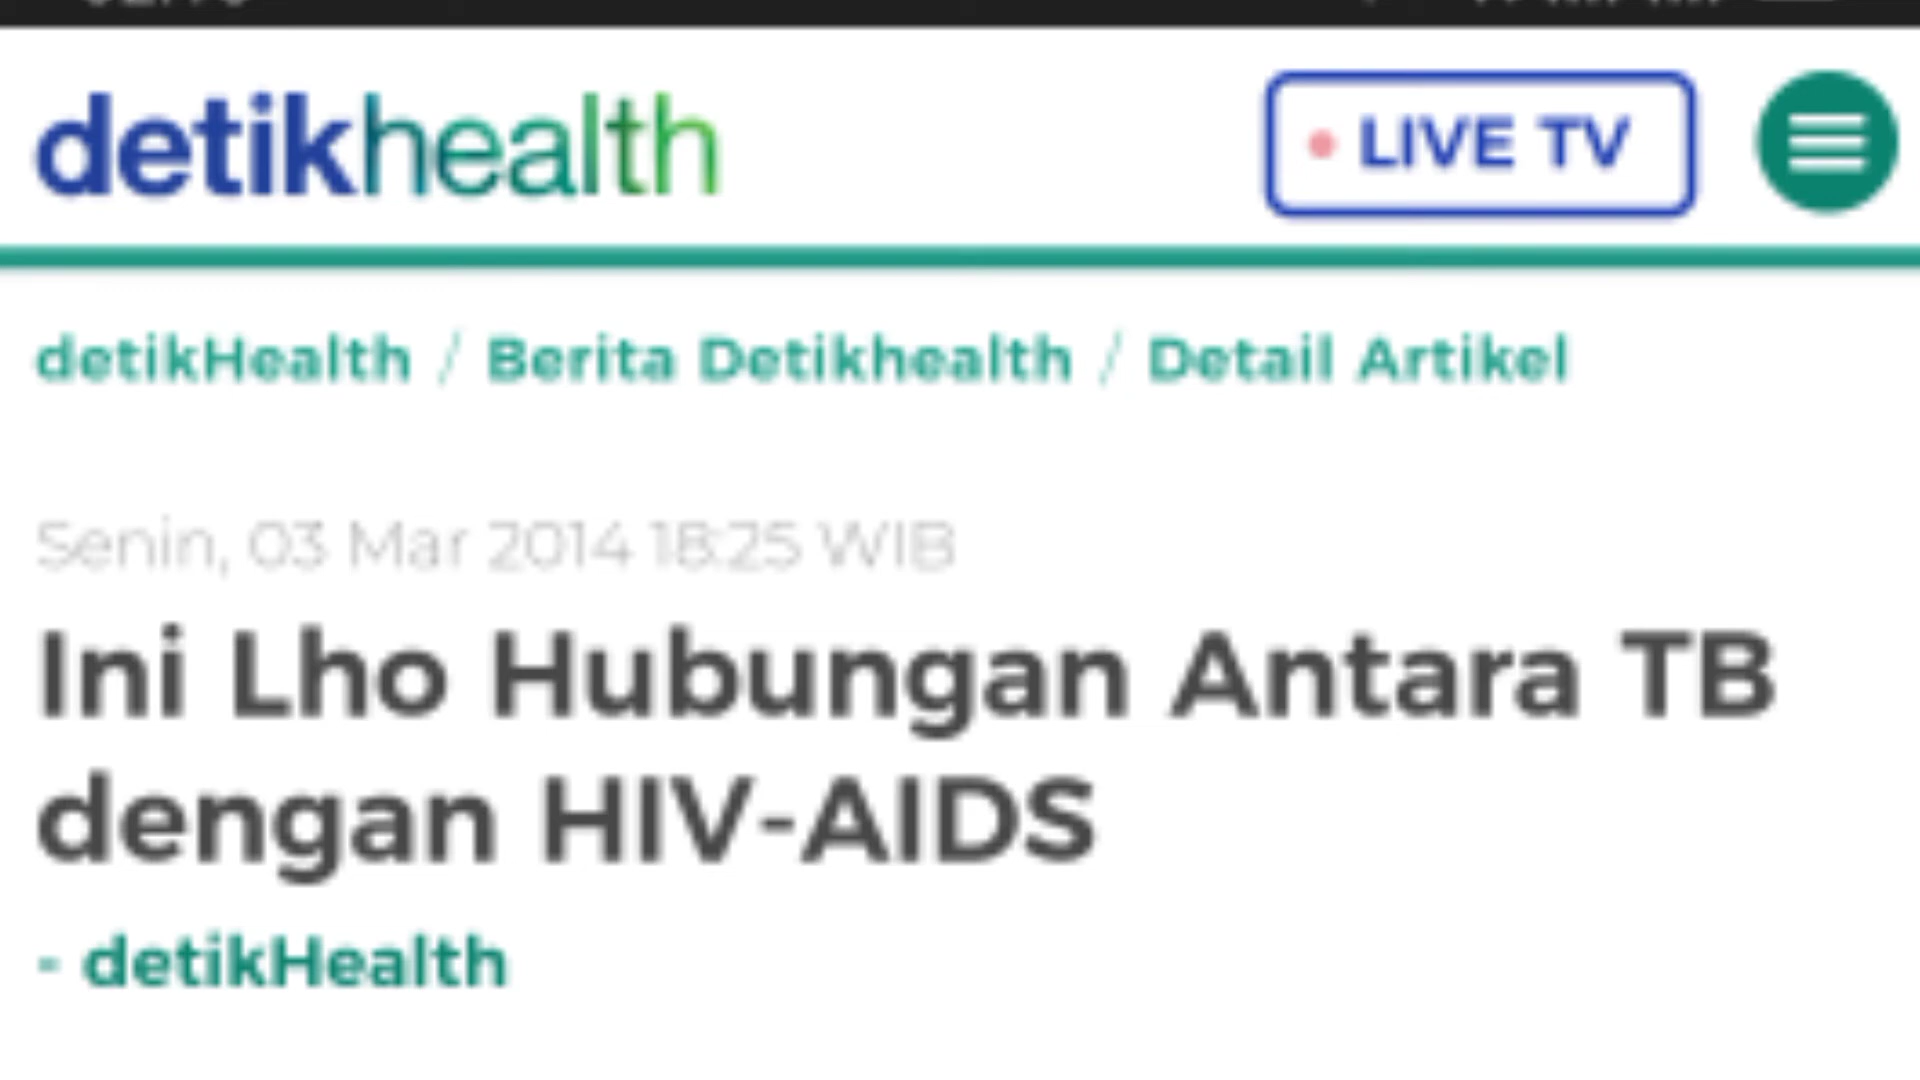 detikhealth
LIVE TV
detikHealth / Berita Detikhealth / Detail Artikel
Senin, 03 Mar 2014 18:25 WIB
Ini Lho Hubungan Antara TB
dengan HIV-AIDS
- detikHealth